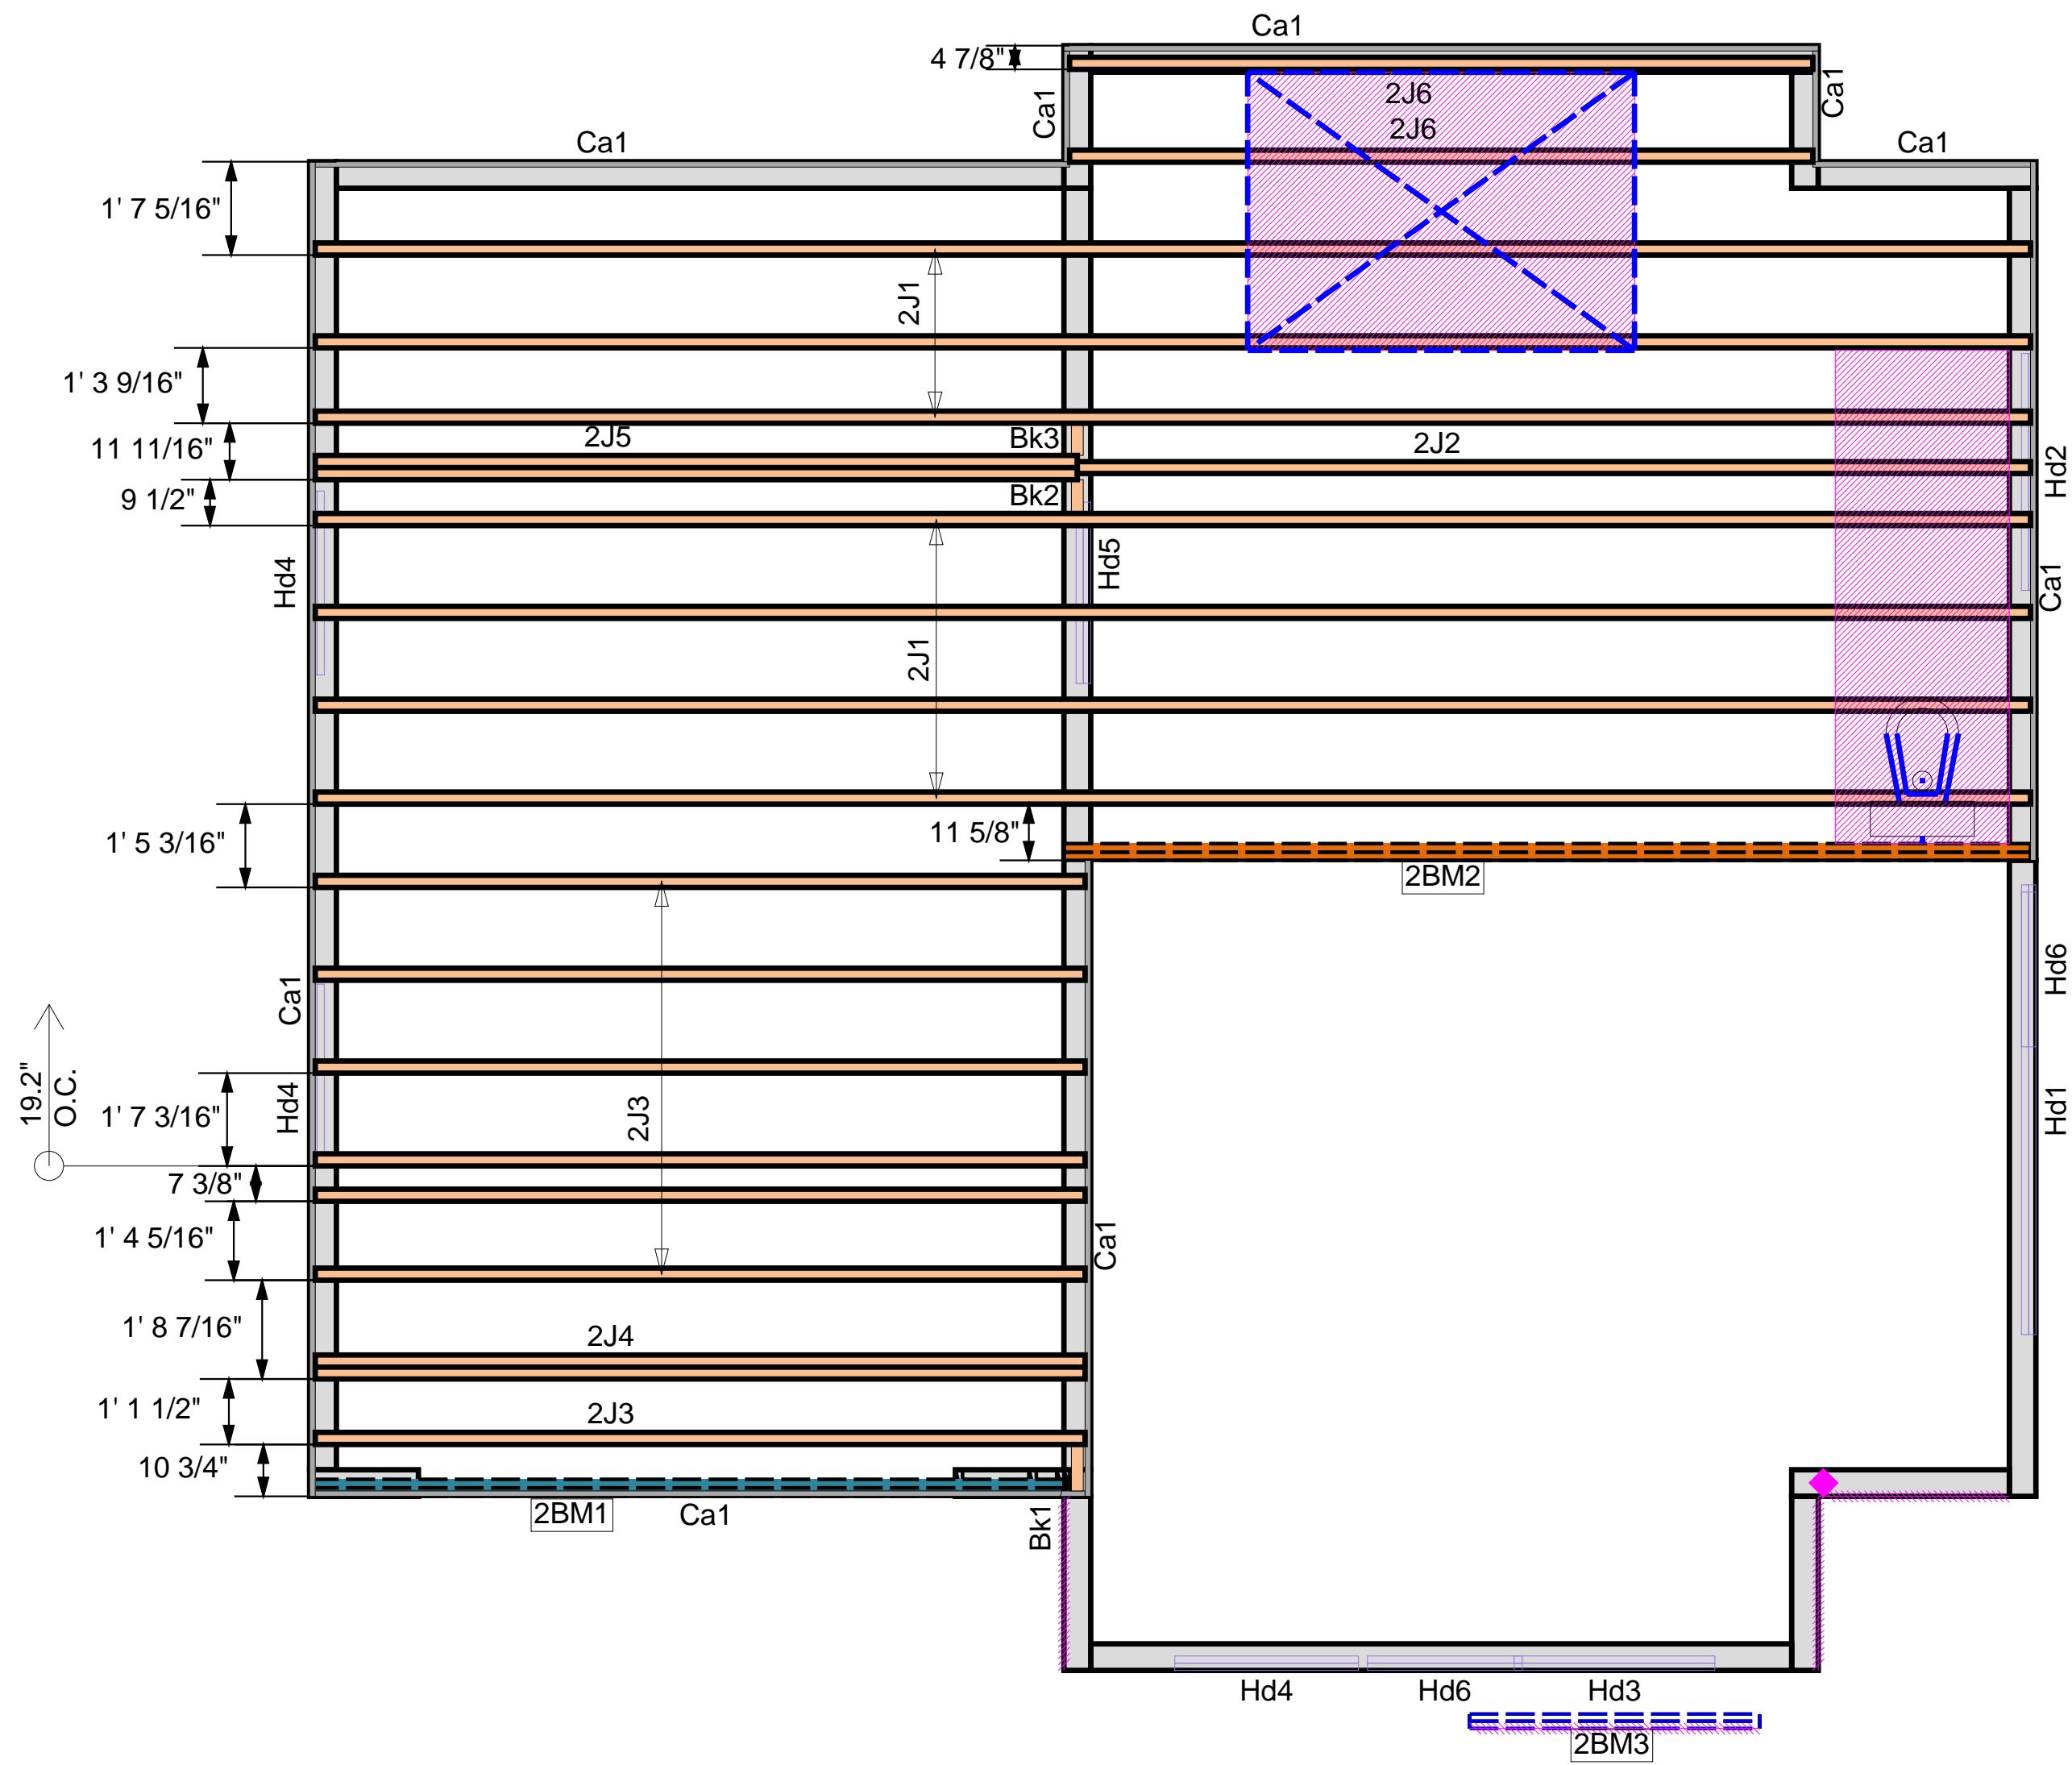 Ca1
4 7/8"
Ca1
Ca1
2J6
2J6
Ca1
Ca1
1' 7 5/16"
2J1
1' 3 9/16"
11 11/16"
2J5
Bk3
2J2
Hd2
9 1/2"
Bk2
Hd4
Hd5
Ca1
2J1
1' 5 3/16"
11 5/8"
2BM2
Ca1
Hd6
19.2"
O.C.
1' 7 3/16"
Hd4
2J3
Hd1
7 3/8"
1' 4 5/16"
Ca1
1' 8 7/16"
2J4
1' 1 1/2"
2J3
10 3/4"
2BM1
Ca1
Bk1
Hd4
Hd6
Hd3
2BM3